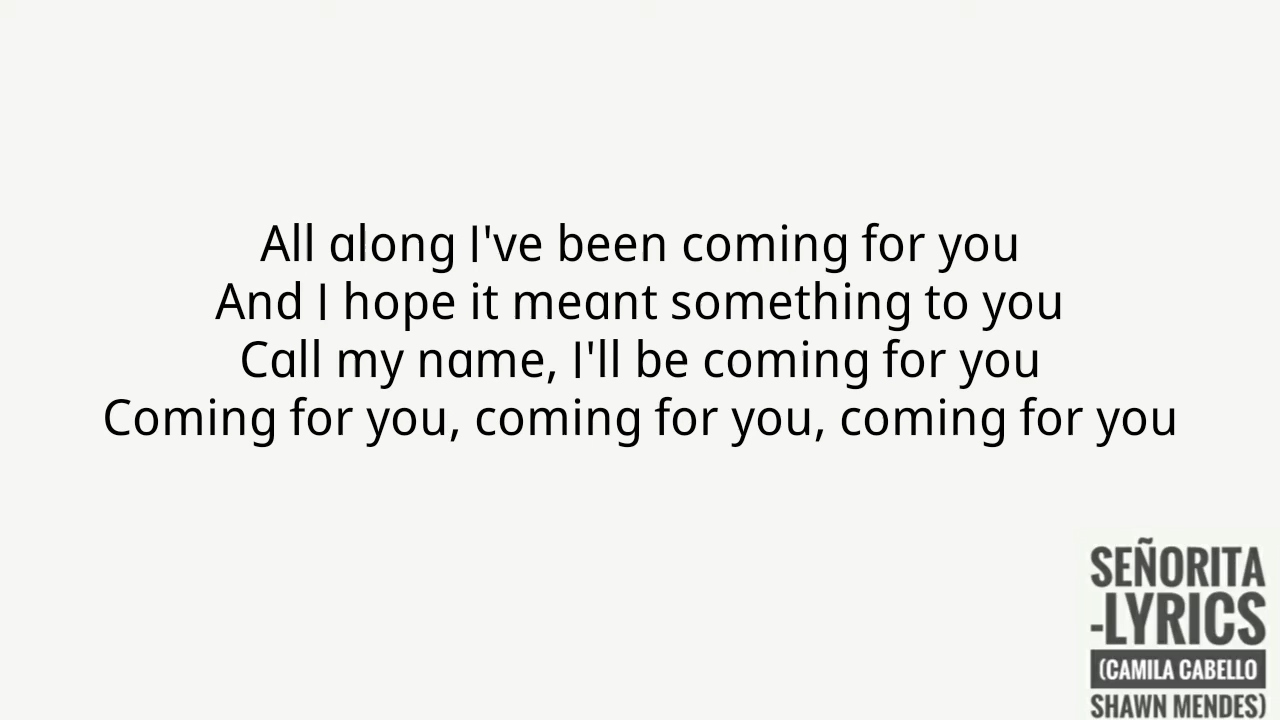 All along I've been coming for you
And I hope it meant something to you
Call my name, I'll be coming for you
Coming for you, coming for you, coming for you
SEÑORITA
-LYRICS
(CAMILA CABELLO
SHAWN MENDES)